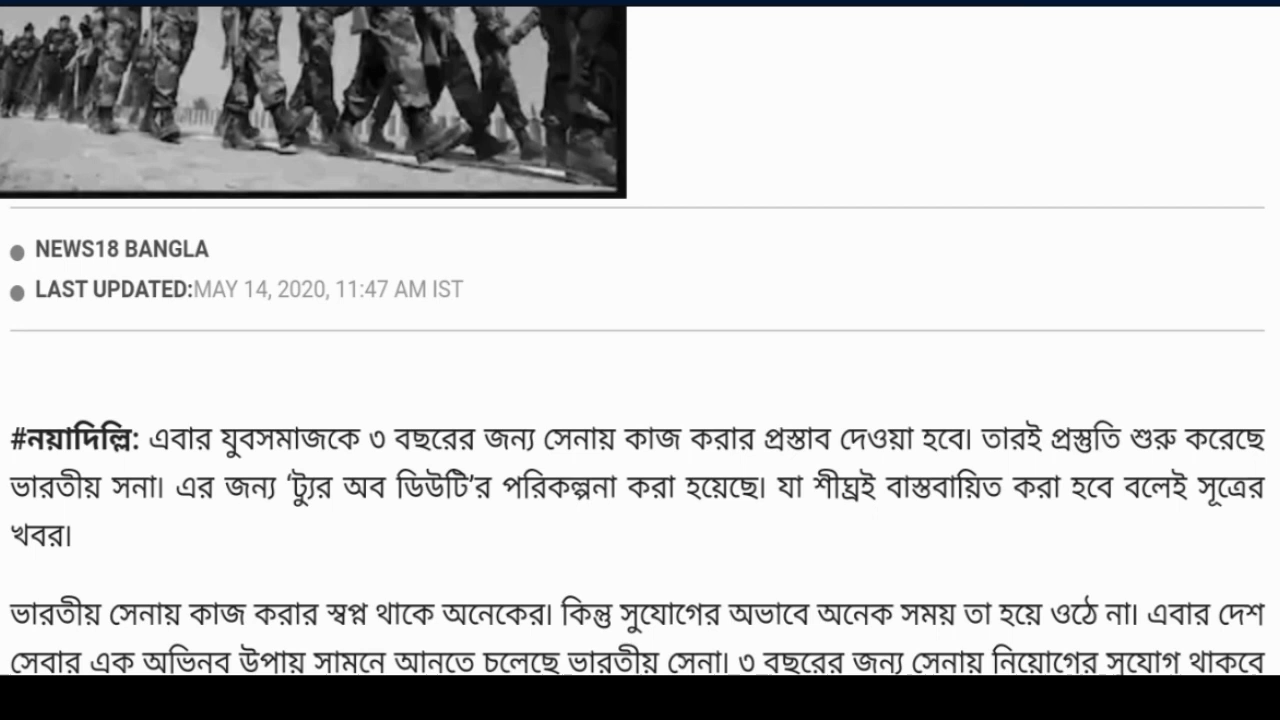 NEWS18 BANGLA
LAST UPDATED:MAY 14, 2020, 11:47 AM IST
#নয়াদিল্লি: এবার যুবসমাজকে ৩ বছরের জন্য সেনায় কাজ করার প্রস্তাব দেওয়া হবে। তারই প্রস্তুতি শুরু করেছে
ভারতীয় সনা। এর জন্য ‘ট্যুর অব ডিউটি’র পরিকল্পনা করা হয়েছে। যা শীঘ্রই বাস্তবায়িত করা হবে বলেই সূত্রের
খবর।
ভারতীয় সেনায় কাজ করার স্বপ্ন থাকে অনেকের। কিন্তু সুযোগের অভাবে অনেক সময় তা হয়ে ওঠে না। এবার দেশ
সেবার এক অভিনব উপায় সামনে আনতে চলেছে ভারতীয় সেনা। ৩ বছরের জন্য সেনায় নিয়োগের সুযোগ থাকবে